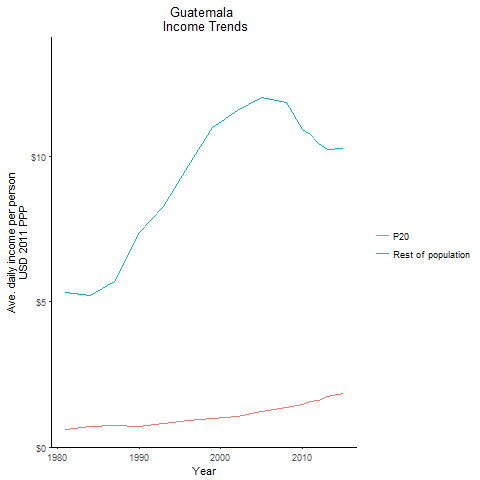 Guatemala
Income Trends
Ave. daily income per person
USD 2011 PPP
$10
$5
$0
1980
1990
2000
2010
Year
P20
Rest of population